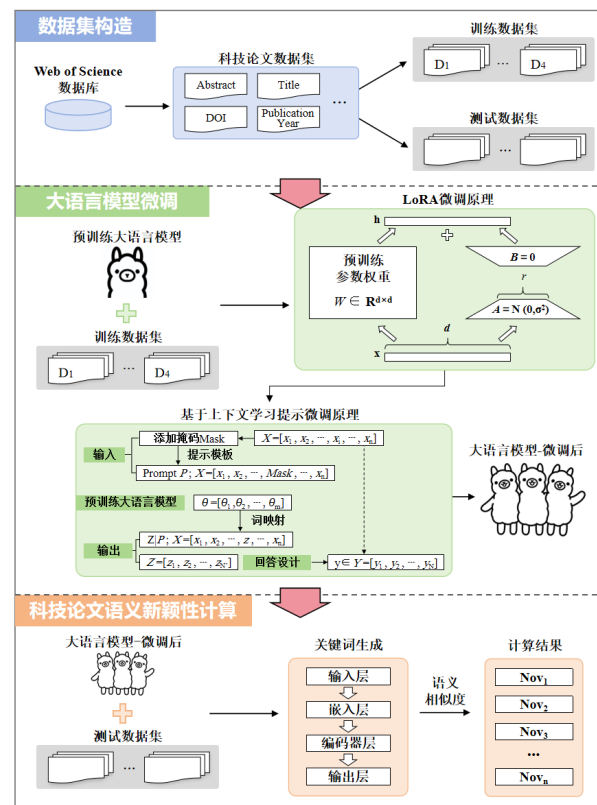 数据集构造
Web of Science
数据库
科技论文数据集
Abstract
Title
DOI
Publication
Year
...
训练数据集
D1
...
D4
测试数据集
...
大语言模型微调
预训练大语言模型
训练数据集
D1
...
D4
LoRA微调原理
h
预训练
参数权重
W ∈ R^d×d
B = 0
r
A = N (0,σ²)
d
x
基于上下文学习提示微调原理
输入
添加掩码Mask
X=[x1, x2, ···, xi, ···, xn]
提示模板
Prompt P; X=[x1, x2, ···, Mask, ···, xn]
预训练大语言模型
θ=[θ1,θ2, ···, θm]
词映射
输出
Z|P; X=[x1, x2, ···, z, ···, xn]
Z=[z1, z2, ···, zN']
回答设计
y∈ Y=[y1, y2, ···, yN]
大语言模型-微调后
科技论文语义新颖性计算
大语言模型-微调后
测试数据集
...
关键词生成
输入层
嵌入层
编码器层
输出层
语义
相似度
计算结果
Nov1
Nov2
Nov3
...
Novn